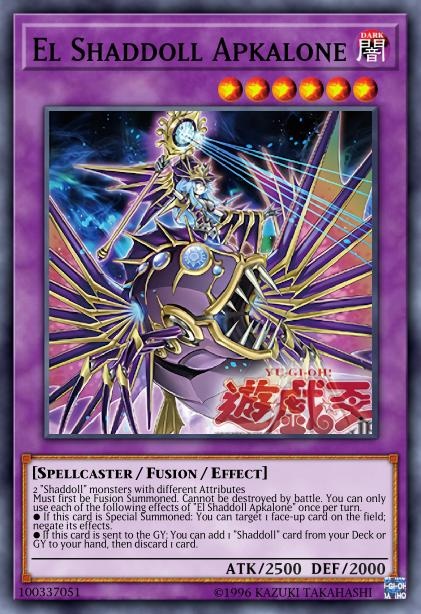 El Shaddoll Apkalone
DARK
闇
YU-GI-OH!
遊戯王
[Spellcaster / Fusion / Effect]
2 "Shaddoll" monsters with different Attributes
Must first be Fusion Summoned. Cannot be destroyed by battle. You can only
use each of the following effects of "El Shaddoll Apkalone" once per turn.
● If this card is Special Summoned: You can target 1 face-up card on the field;
negate its effects.
● If this card is sent to the GY; You can add 1 "Shaddoll" card from your Deck or
GY to your hand, then discard 1 card.
ATK/2500 DEF/2000
100337051
©1996 KAZUKI TAKAHASHI